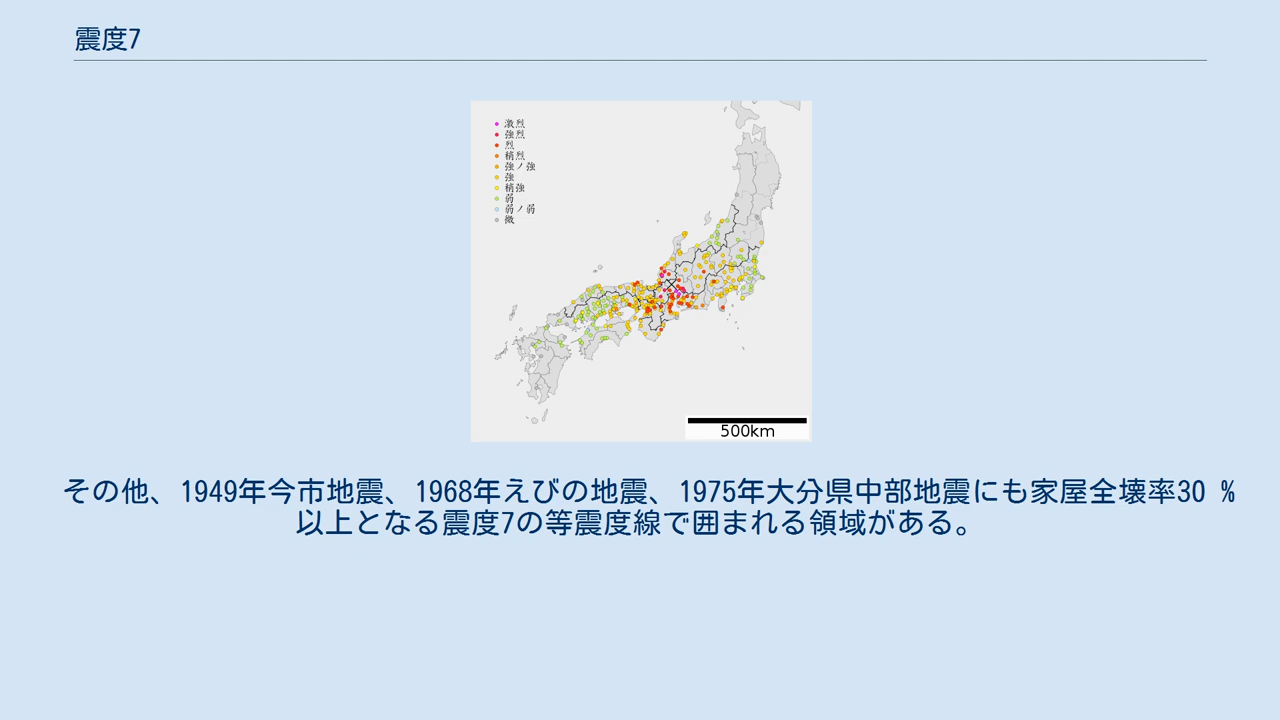 震度7
激烈
強烈
烈
稍烈
強ノ強
強
稍強
弱
弱ノ弱
微
500km
その他、1949年今市地震、1968年えびの地震、1975年大分県中部地震にも家屋全壊率30 %
以上となる震度7の等震度線で囲まれる領域がある。